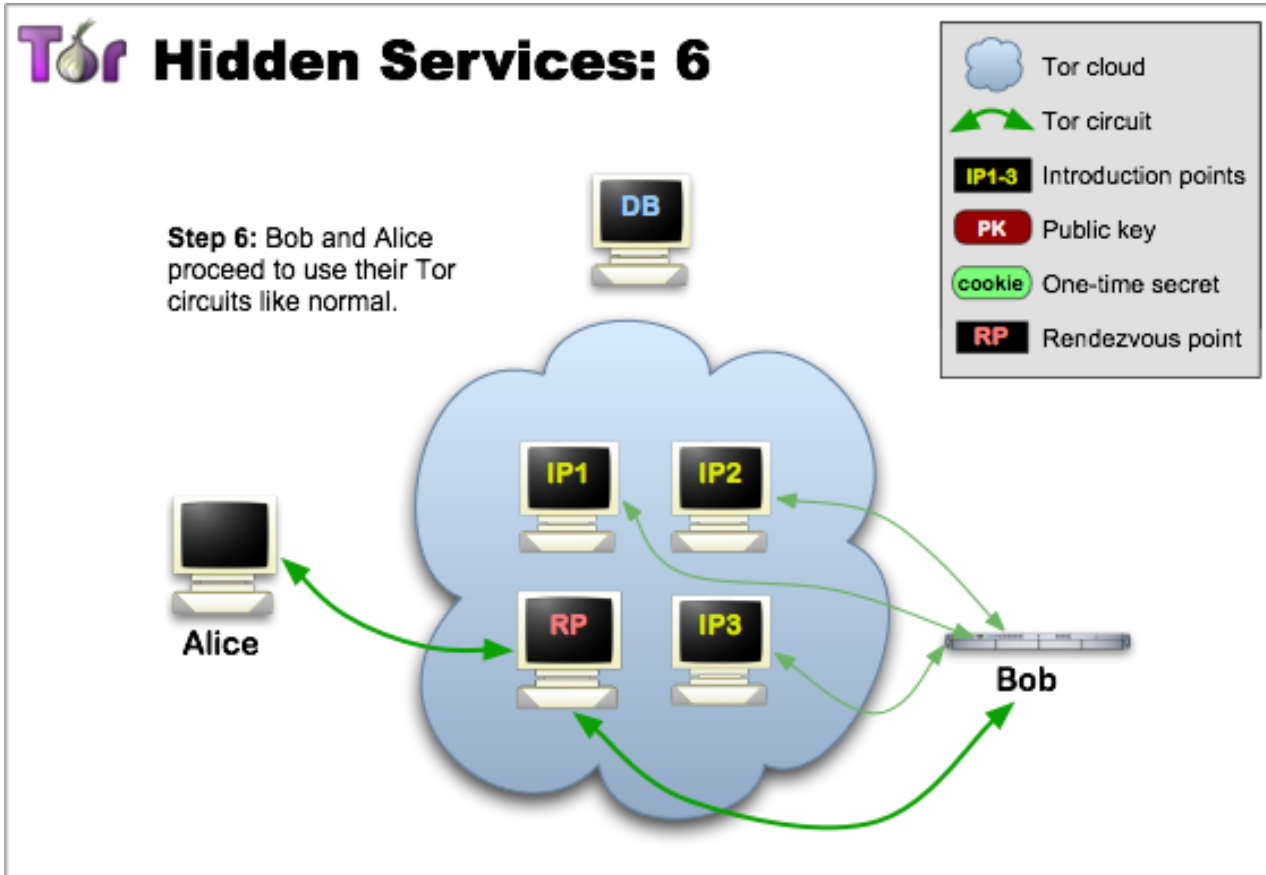 Tor Hidden Services: 6
Step 6: Bob and Alice
proceed to use their Tor
circuits like normal.
DB
Tor cloud
Tor circuit
IP1-3 Introduction points
PK Public key
cookie One-time secret
RP Rendezvous point
IP1 IP2
RP IP3
Alice
Bob